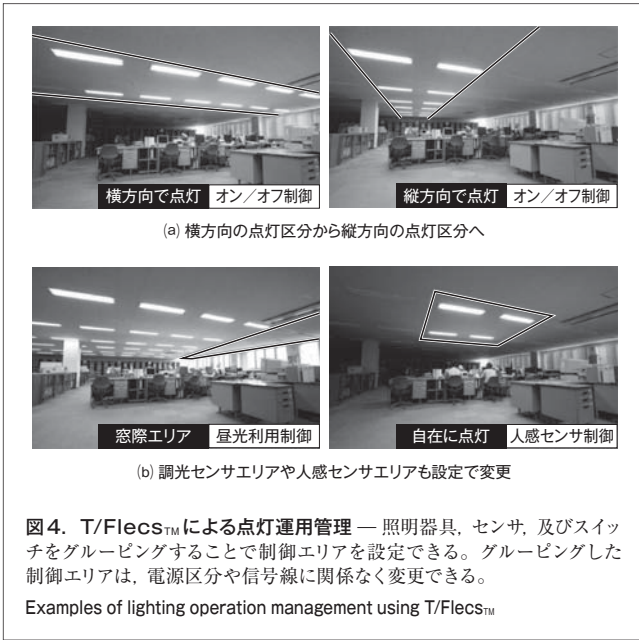 横方向で点灯 オン／オフ制御
縦方向で点灯 オン／オフ制御
(a) 横方向の点灯区分から縦方向の点灯区分へ
窓際エリア 昼光利用制御
自在に点灯 人感センサ制御
(b) 調光センサエリアや人感センサエリアも設定で変更
図4．T/Flecs™による点灯運用管理 — 照明器具，センサ，及びスイッ
チをグルーピングすることで制御エリアを設定できる。グルーピングした
制御エリアは，電源区分や信号線に関係なく変更できる。
Examples of lighting operation management using T/Flecs™